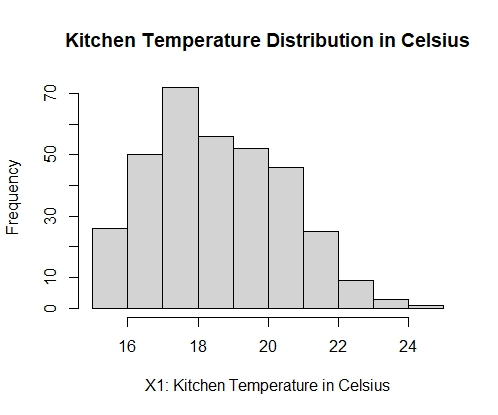 Kitchen Temperature Distribution in Celsius
Frequency
70
50
30
10
0
16 18 20 22 24
X1: Kitchen Temperature in Celsius